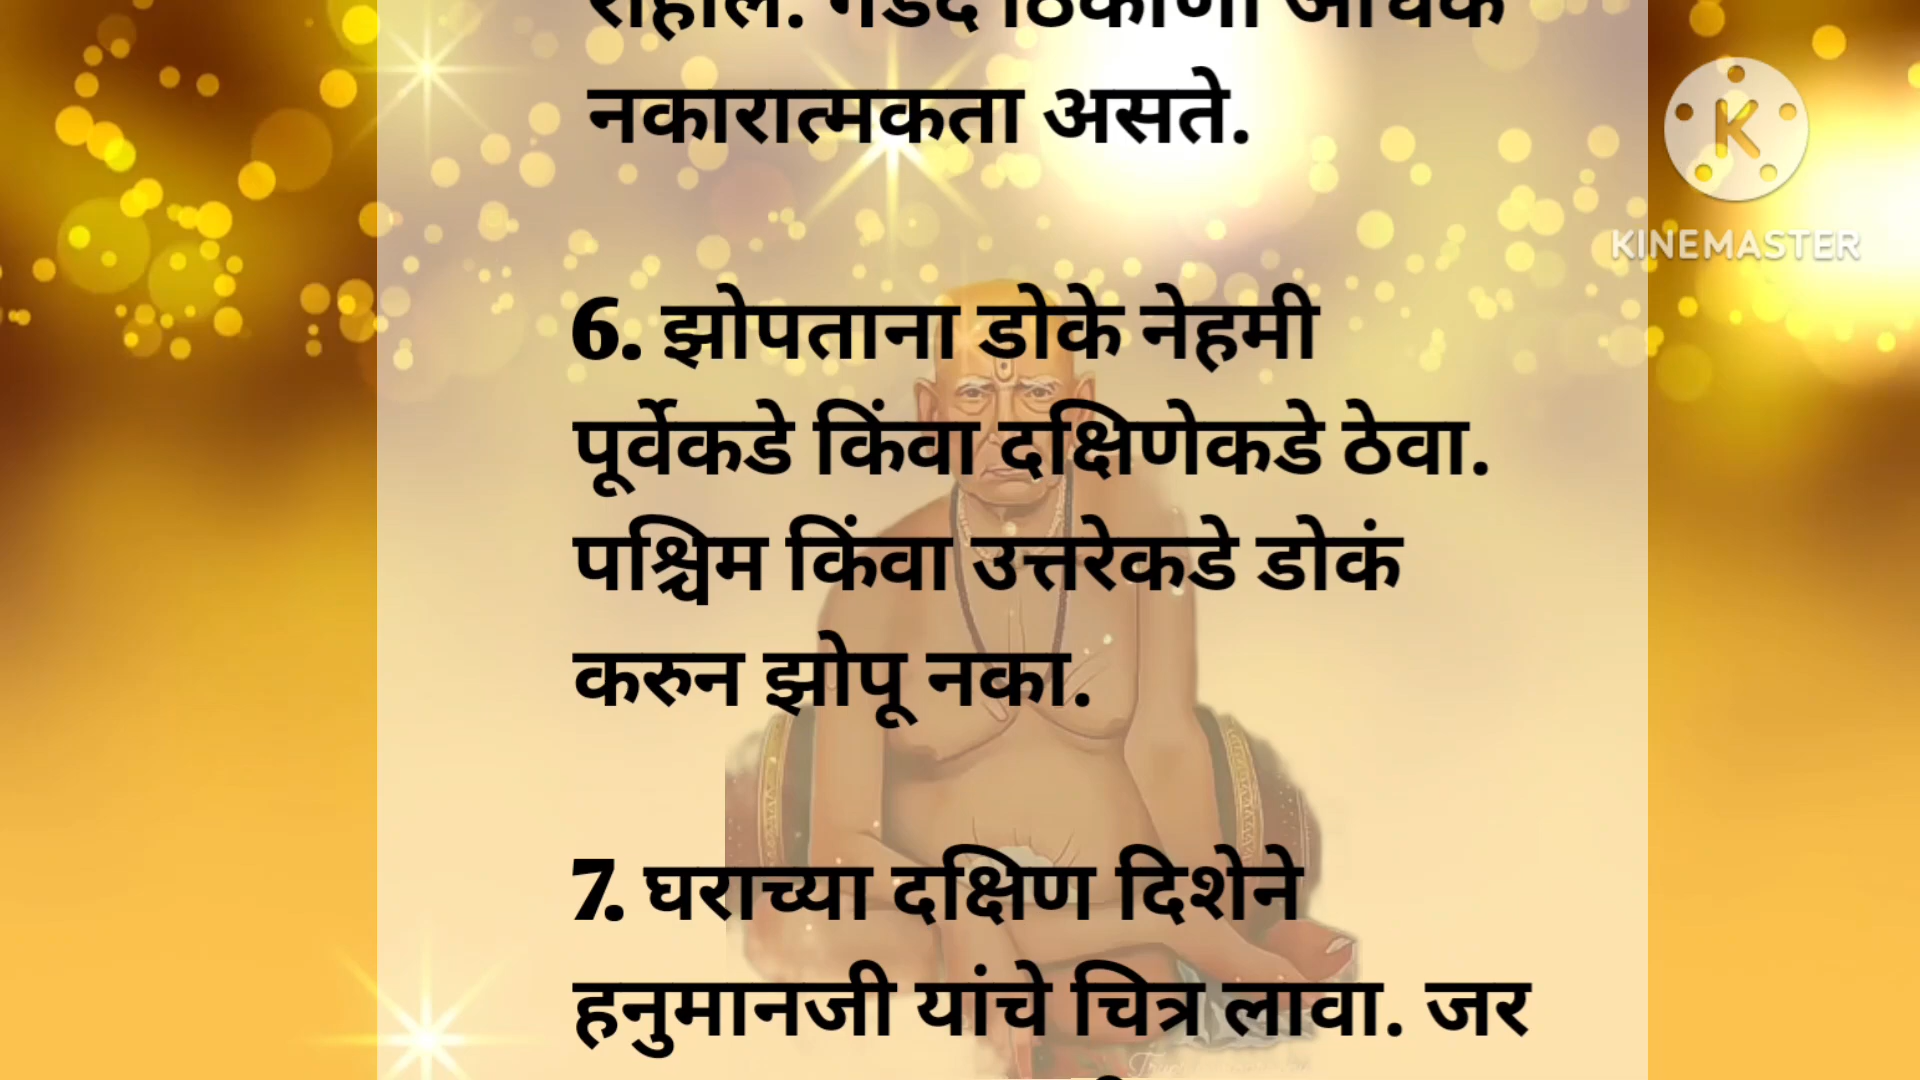 नकारात्मकता असते.
KINEMASTER
6. झोपताना डोके नेहमी
पूर्वेकडे किंवा दक्षिणेकडे ठेवा.
पश्चिम किंवा उत्तरेकडे डोकं
करुन झोपू नका.
7. घराच्या दक्षिण दिशेने
हनुमानजी यांचे चित्र लावा. जर